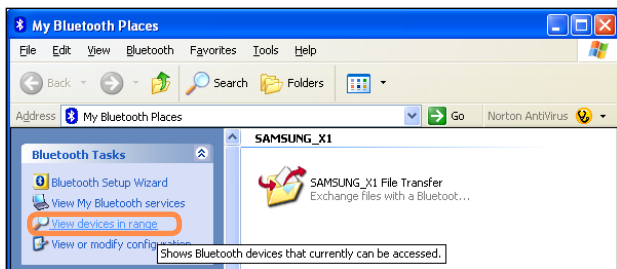 My Bluetooth Places
File Edit View Bluetooth Favorites Tools Help
Back Search Folders
Address My Bluetooth Places Go Norton AntiVirus
SAMSUNG_X1
Bluetooth Tasks
Bluetooth Setup Wizard
View My Bluetooth services
View devices in range
View or modify
SAMSUNG_X1 File Transfer
Exchange files with a Bluetoot...
Shows Bluetooth devices that currently can be accessed.